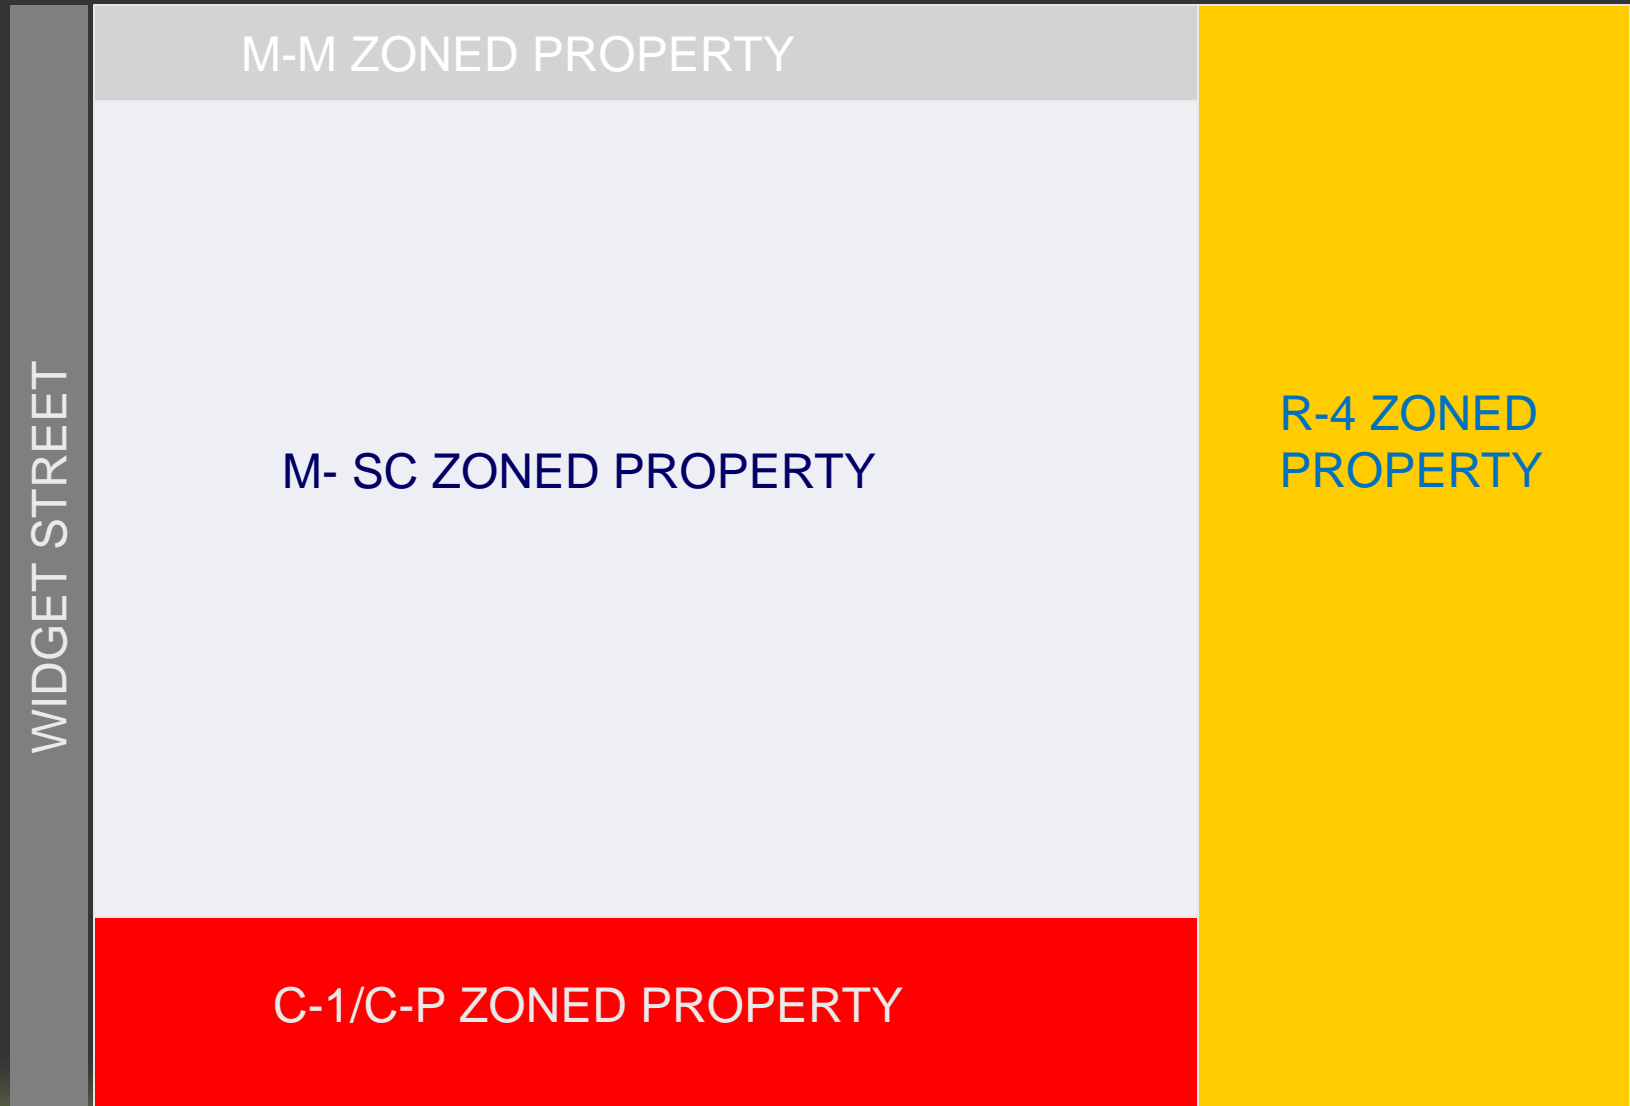 M-M ZONED PROPERTY
WIDGET STREET
M- SC ZONED PROPERTY
R-4 ZONED
PROPERTY
C-1/C-P ZONED PROPERTY